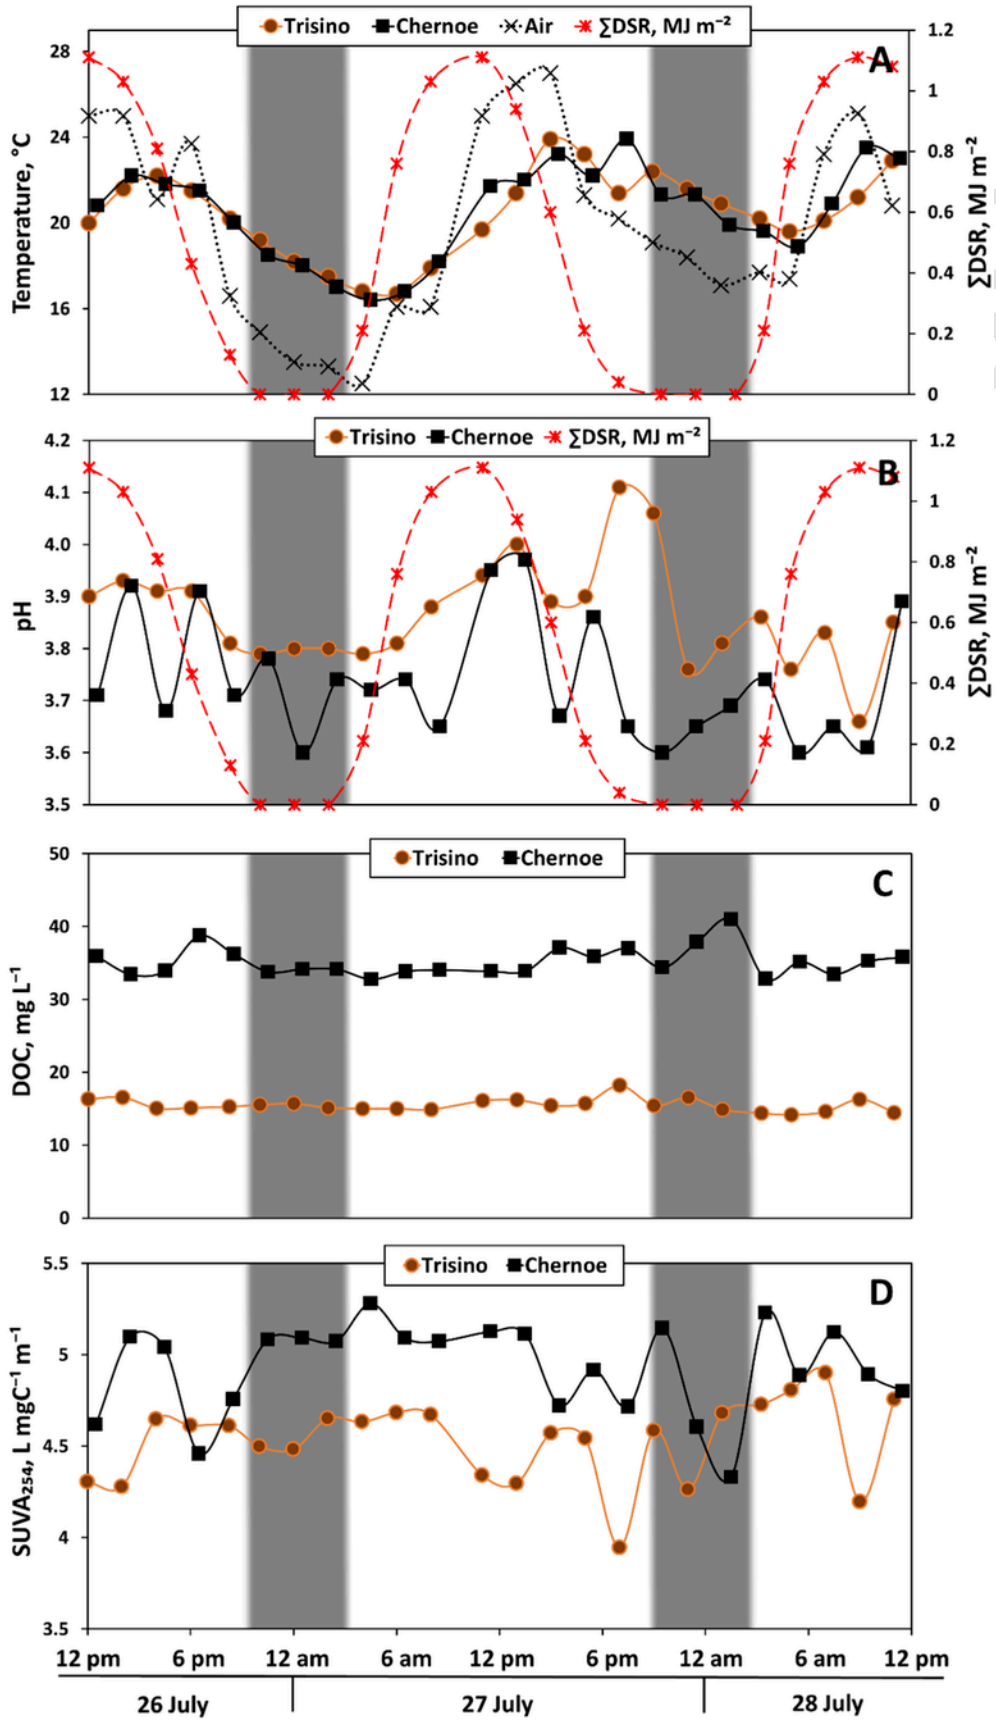 Trisino Chernoe Air ∑DSR, MJ m⁻²
A
28
24
20
16
12
Temperature, °C
1.2
1
0.8
0.6
0.4
0.2
0
∑DSR, MJ m⁻²
Trisino Chernoe ∑DSR, MJ m⁻²
B
4.2
4.1
4.0
3.9
3.8
3.7
3.6
3.5
pH
1.2
1
0.8
0.6
0.4
0.2
0
∑DSR, MJ m⁻²
Trisino Chernoe
C
50
40
30
20
10
0
DOC, mg L⁻¹
Trisino Chernoe
D
5.5
5
4.5
4
3.5
SUVA₂₅₄, L mgC⁻¹ m⁻¹
12 pm 6 pm 12 am 6 am 12 pm 6 pm 12 am 6 am 12 pm
26 July 27 July 28 July